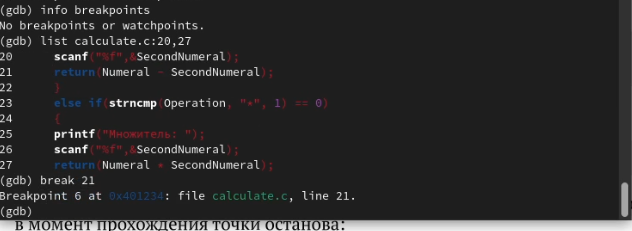 (gdb) info breakpoints
No breakpoints or watchpoints.
(gdb) list calculate.c:20,27
20 scanf("%f",&SecondNumeral);
21 return(Numeral - SecondNumeral);
22 }
23 else if(strncmp(Operation, "*", 1) == 0)
24 {
25 printf("Множитель: ");
26 scanf("%f",&SecondNumeral);
27 return(Numeral * SecondNumeral);
(gdb) break 21
Breakpoint 6 at 0x401234: file calculate.c, line 21.
(gdb)
в момент прохождения точки останова: